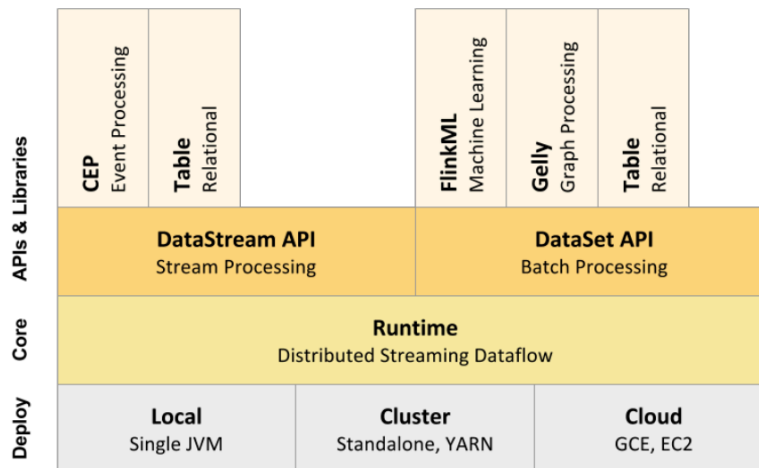 APIs & Libraries
CEP
Event Processing
Table
Relational
FlinkML
Machine Learning
Gelly
Graph Processing
Table
Relational
DataStream API
Stream Processing
DataSet API
Batch Processing
Core
Runtime
Distributed Streaming Dataflow
Deploy
Local
Single JVM
Cluster
Standalone, YARN
Cloud
GCE, EC2